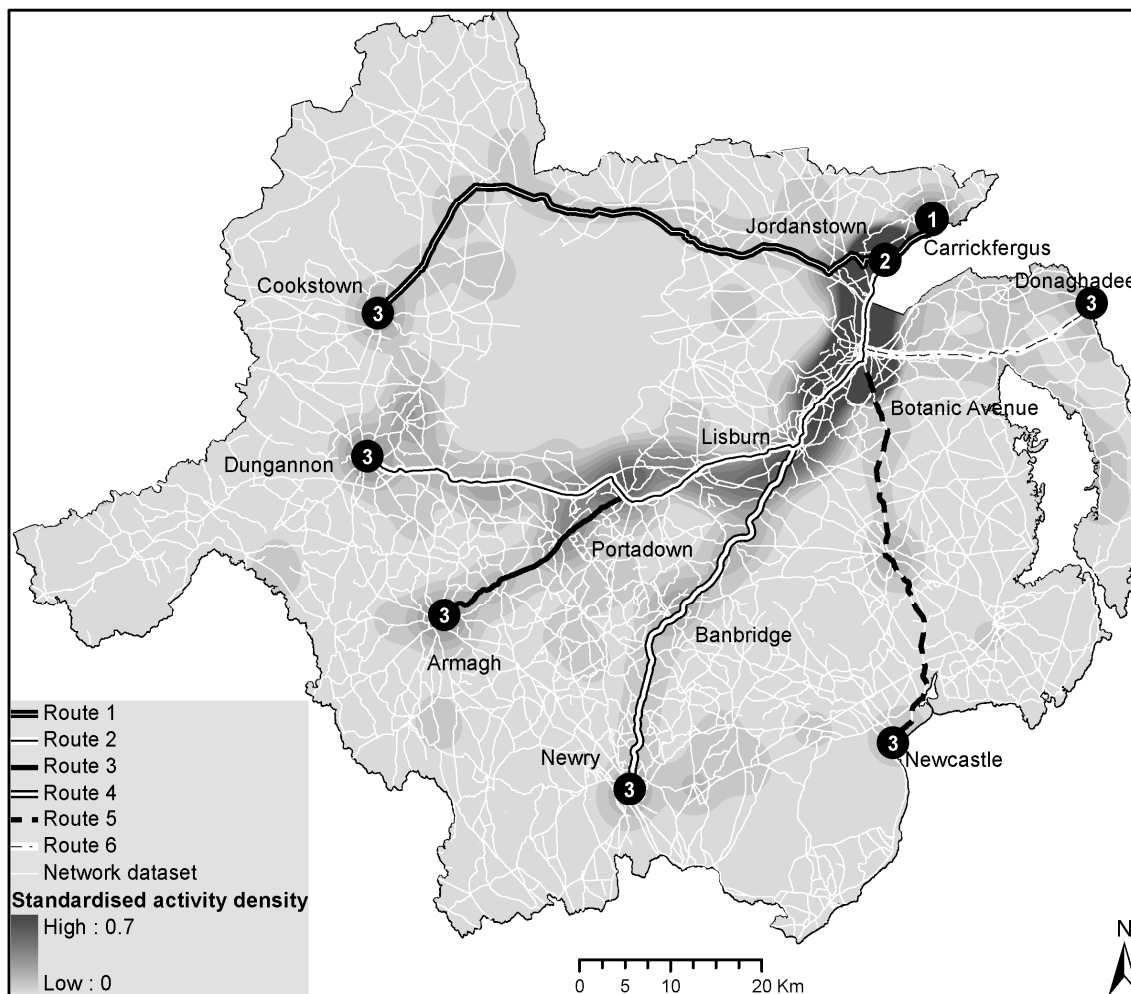 Jordanstown
1
2
Carrickfergus
Cookstown
3
Donaghadee
3
Botanic Avenue
Lisburn
Dungannon
3
Portadown
3
Armagh
Banbridge
Newry
3
3
Newcastle
Route 1
Route 2
Route 3
Route 4
Route 5
Route 6
Network dataset
Standardised activity density
High : 0.7
Low : 0
0 5 10 20 Km
N